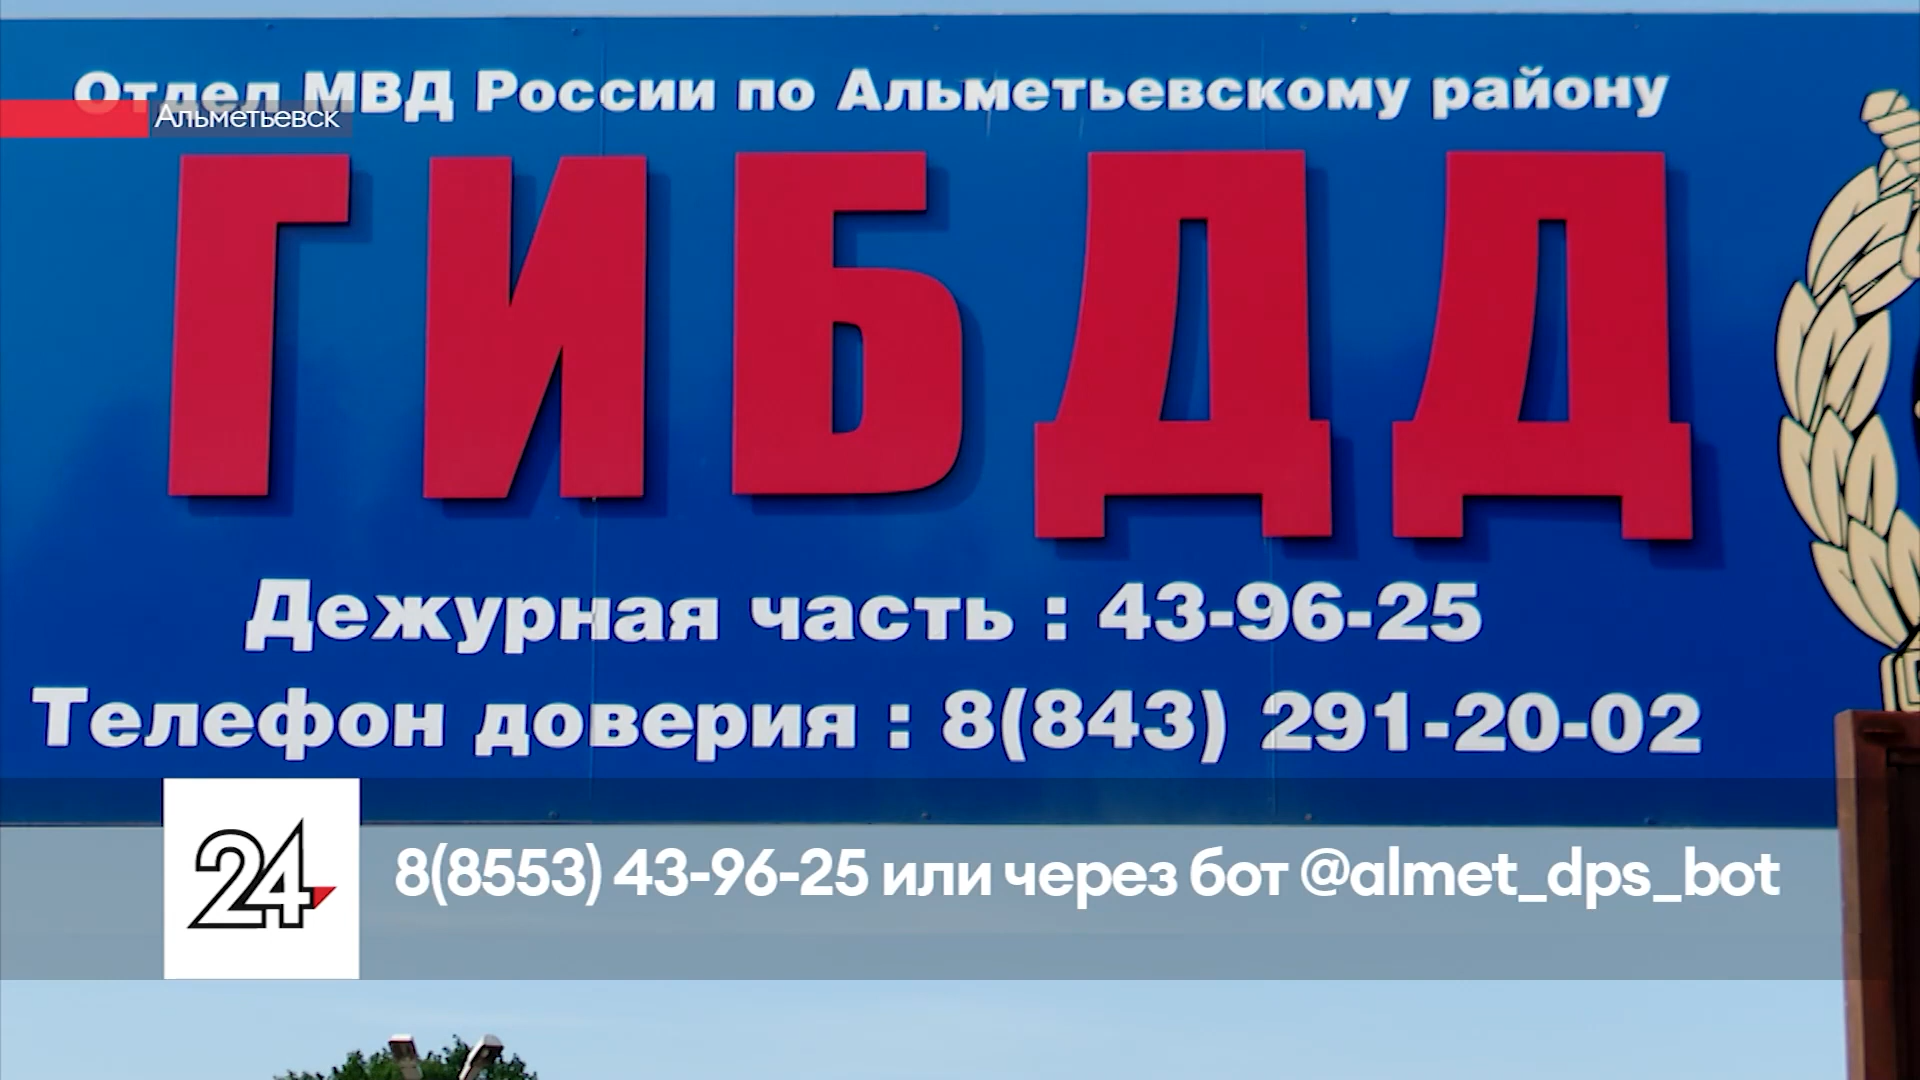 Отдел МВД России по Альметьевскому району
Альметьевск
ГИБДД
Дежурная часть : 43-96-25
Телефон доверия : 8(843) 291-20-02
24
8(8553) 43-96-25 или через бот @almet_dps_bot